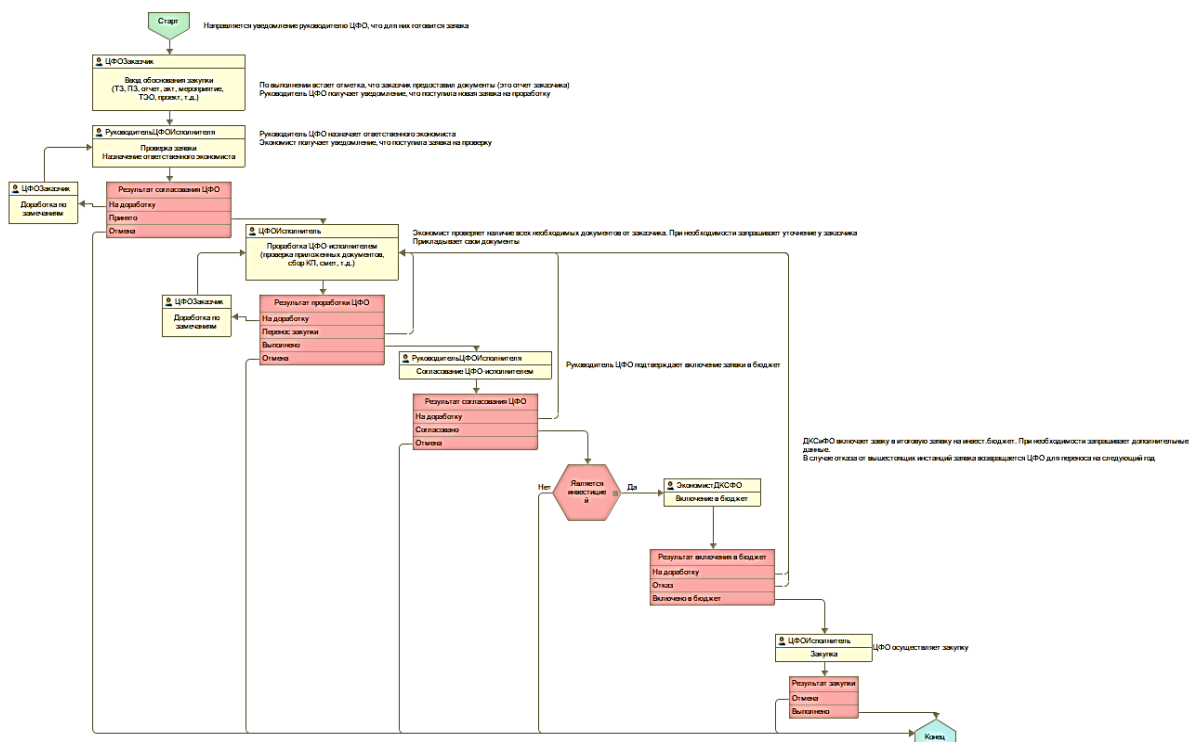 Старт
Направляется уведомление руководителю ЦФО, что для них готовится заявка
ЦФОЗаказчик
Ввод обоснования закупки
(ТЗ, ПЗ, отчет, акт, мероприятие,
ТЭО, проект, т.д.)
По выполнении встает отметка, что заказчик предоставил документы (это отчет заказчика)
Руководитель ЦФО получает уведомление, что поступила новая заявка на проработку
РуководительЦФОИсполнителя
Проверка заявки
Назначение ответственного экономиста
Руководитель ЦФО назначает ответственного экономиста
Экономист получает уведомление, что поступила заявка на проверку
ЦФОЗаказчик
Доработка по
замечаниям
Результат согласования ЦФО
На доработку
Принято
Отмена
ЦФОИсполнитель
Проработка ЦФО-исполнителем
(проверка приложенных документов,
сбор КП, смет, т.д.)
Экономист проверяет наличие всех необходимых документов от заказчика. При необходимости запрашивает уточнение у заказчика
Прикладывает свои документы
ЦФОЗаказчик
Доработка по
замечаниям
Результат проработки ЦФО
На доработку
Перенос закупки
Выполнено
Отмена
РуководительЦФОИсполнителя
Согласование ЦФО-исполнителем
Руководитель ЦФО подтверждает включение заявки в бюджет
Результат согласования ЦФО
На доработку
Согласовано
Отмена
ДКСиФО включает завку в итоговую заявку на инвест.бюджет. При необходимости запрашивает дополнительные
данные.
В случае отказа от вышестоящих инстанций заявка возвращается ЦФО для переноса на следующий год
Нет
Является
инвестицие
й
Да
ЭкономистДКСФО
Включение в бюджет
Результат включения в бюджет
На доработку
Отказ
Включено в бюджет
ЦФОИсполнитель
Закупка
ЦФО осуществляет закупку
Результат закупки
Отмена
Выполнено
Конец